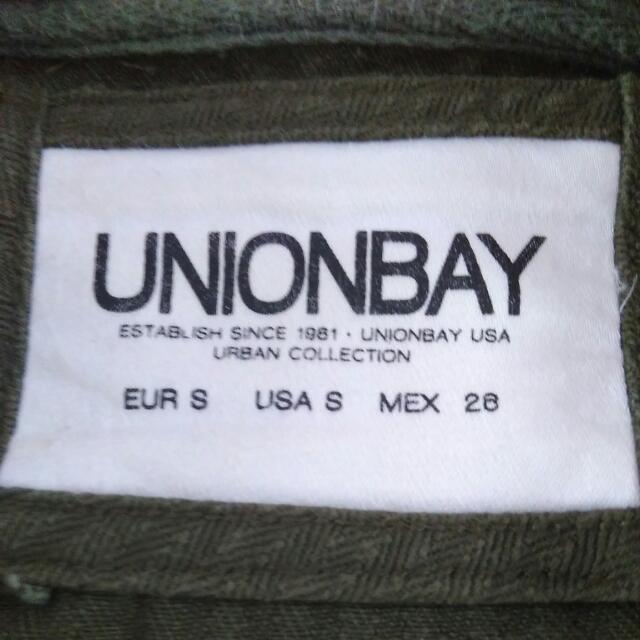 UNIONBAY
ESTABLISH SINCE 1981 · UNIONBAY USA
URBAN COLLECTION
EUR S USA S MEX 28